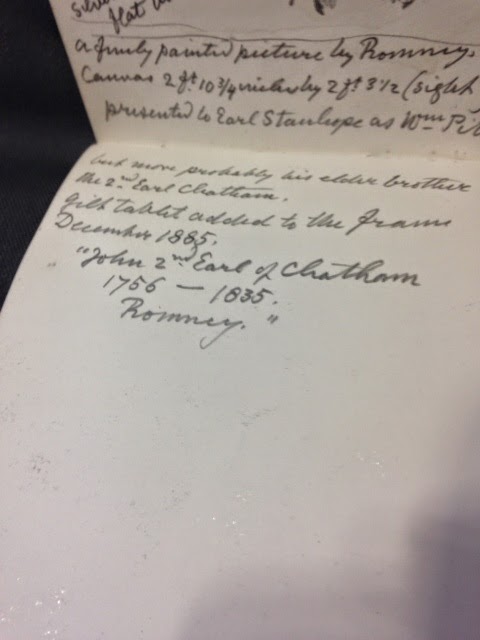 flat
a finely painted picture by Romney.
Canvas 2 ft. 10 3/4 inches by 2 ft 3 1/2 (sight
presented to Earl Stanhope as Wm Pit
but more probably his elder brother
the 2nd Earl Chatham.
Gilt tablet added to the frame
December 1885.
"John 2nd Earl of Chatham
1756 — 1835.
Romney."